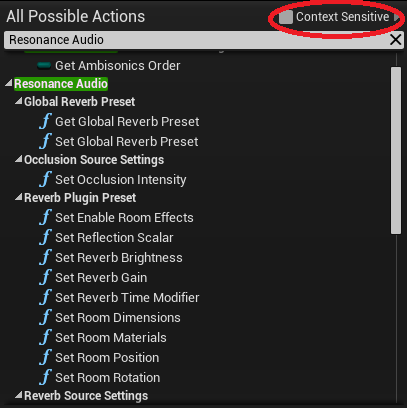 All Possible Actions
Context Sensitive
Resonance Audio
Get Ambisonics Order
Resonance Audio
Global Reverb Preset
Get Global Reverb Preset
Set Global Reverb Preset
Occlusion Source Settings
Set Occlusion Intensity
Reverb Plugin Preset
Set Enable Room Effects
Set Reflection Scalar
Set Reverb Brightness
Set Reverb Gain
Set Reverb Time Modifier
Set Room Dimensions
Set Room Materials
Set Room Position
Set Room Rotation
Reverb Source Settings